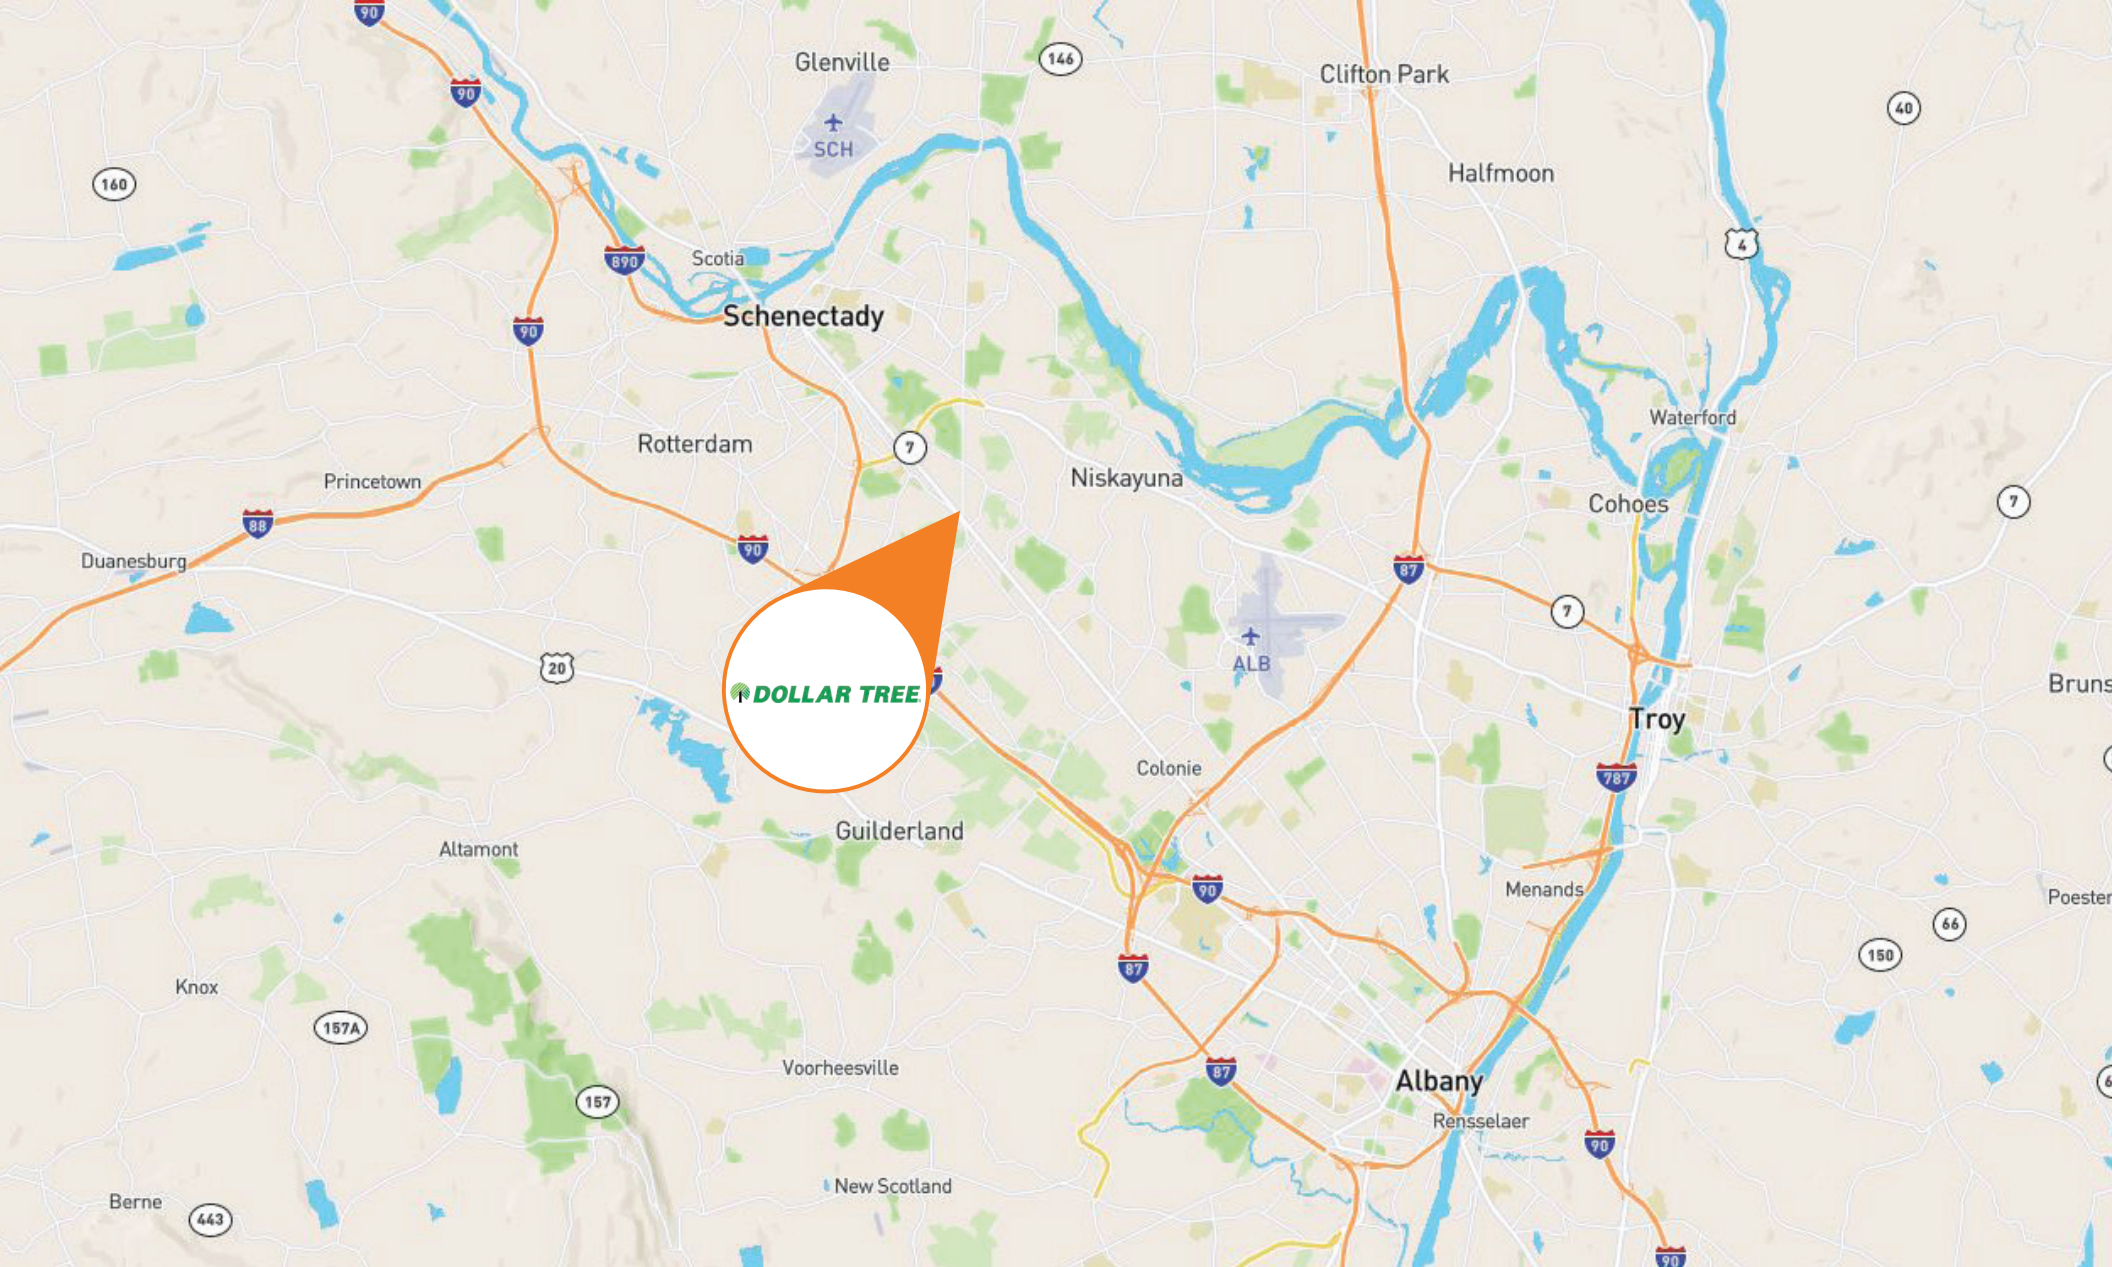 90
Glenville
146
Clifton Park
90
40
SCH
160
Halfmoon
4
Scotia
890
Schenectady
90
Waterford
Rotterdam
7
Niskayuna
Princetown
Cohoes
7
88
90
Duanesburg
87
7
ALB
20
DOLLAR TREE
Bruns
Troy
Colonie
787
Guilderland
Altamont
90
Menands
Poester
66
150
87
Knox
157A
Voorheesville
87
Albany
157
Rensselaer
90
New Scotland
Berne
443
90